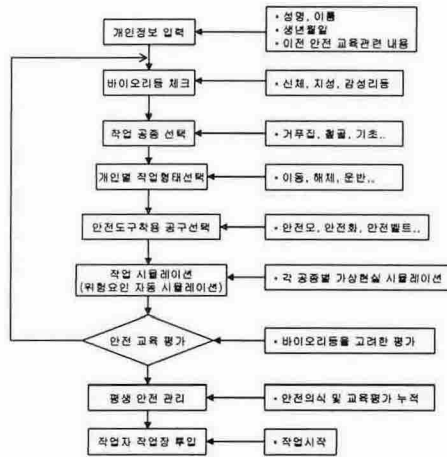 개인정보 입력
• 성명, 이름
• 생년월일
• 이전 안전 교육관련 내용
바이오리듬 체크
• 신체, 지성, 감성리듬
작업 공종 선택
• 거푸집, 철골, 기초..
개인별 작업형태선택
• 이동, 해체, 운반..
안전도구착용 공구선택
• 안전모, 안전화, 안전벨트..
작업 시뮬레이션
(위험요인 자동 시뮬레이션)
• 각 공종별 가상현실 시뮬레이션
안전 교육 평가
• 바이오리듬을 고려한 평가
평생 안전 관리
• 안전의식 및 교육평가 누적
작업자 작업장 투입
• 작업시작